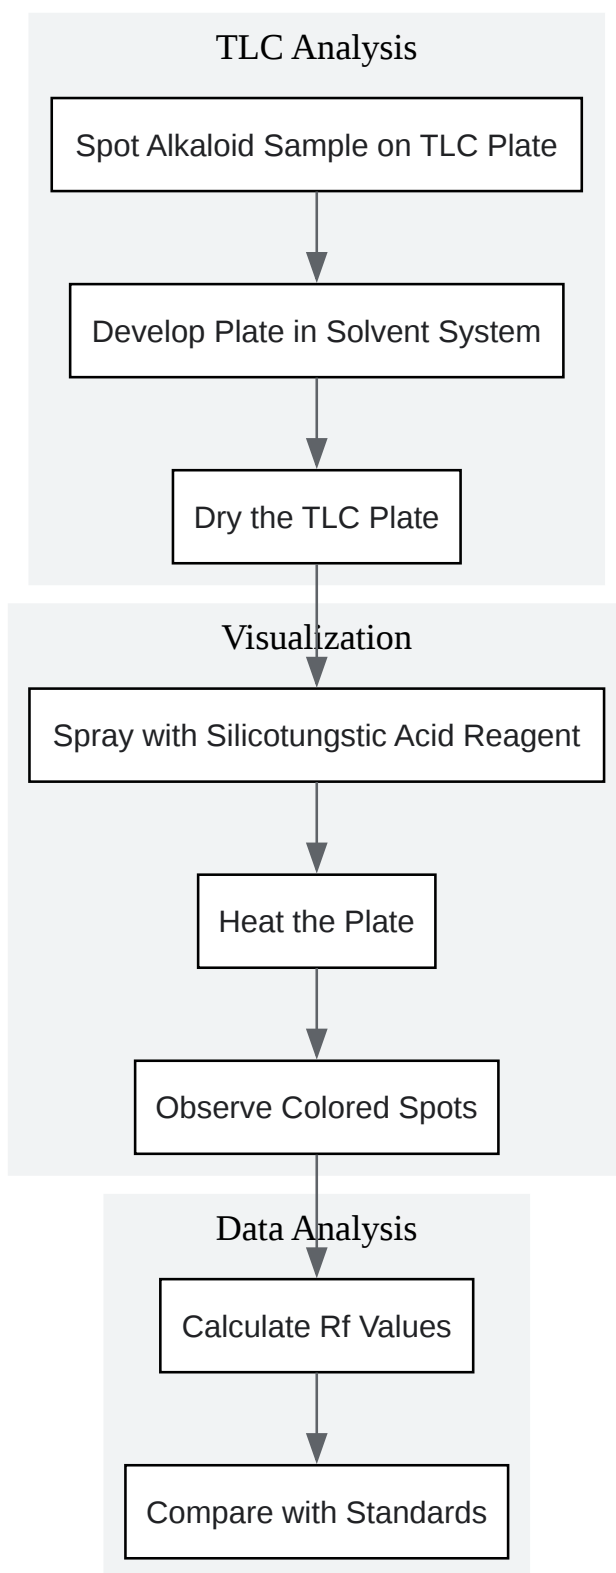 TLC Analysis
Spot Alkaloid Sample on TLC Plate
Develop Plate in Solvent System
Dry the TLC Plate
Visualization
Spray with Silicotungstic Acid Reagent
Heat the Plate
Observe Colored Spots
Data Analysis
Calculate Rf Values
Compare with Standards